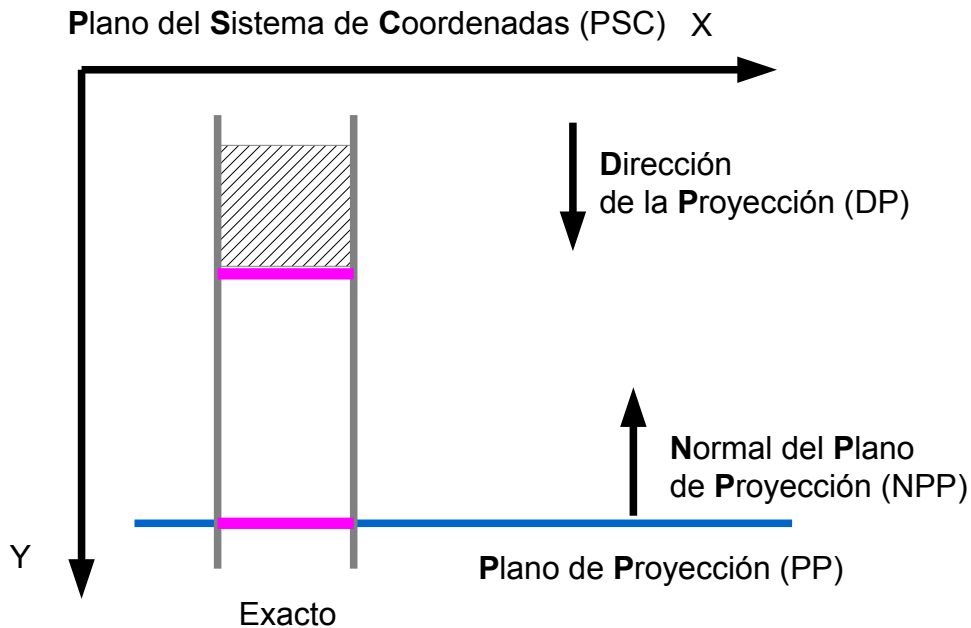 Plano del Sistema de Coordenadas (PSC) X
Dirección
de la Proyección (DP)
Normal del Plano
de Proyección (NPP)
Y
Plano de Proyección (PP)
Exacto